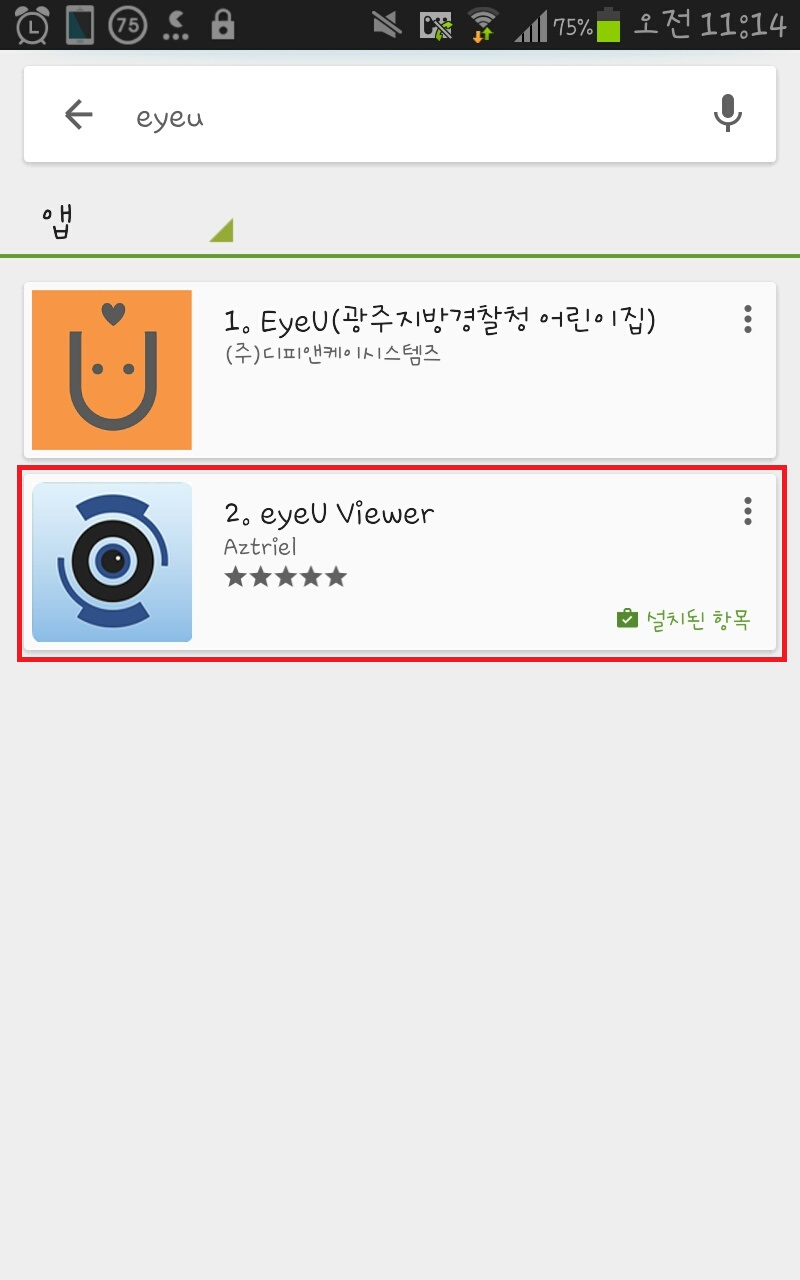 75 75% 오전 11:14
eyeu
앱
1. EyeU(광주지방경찰청 어린이집)
(주)디피앤케이시스템즈
2. eyeU Viewer
Aztriel
설치된 항목